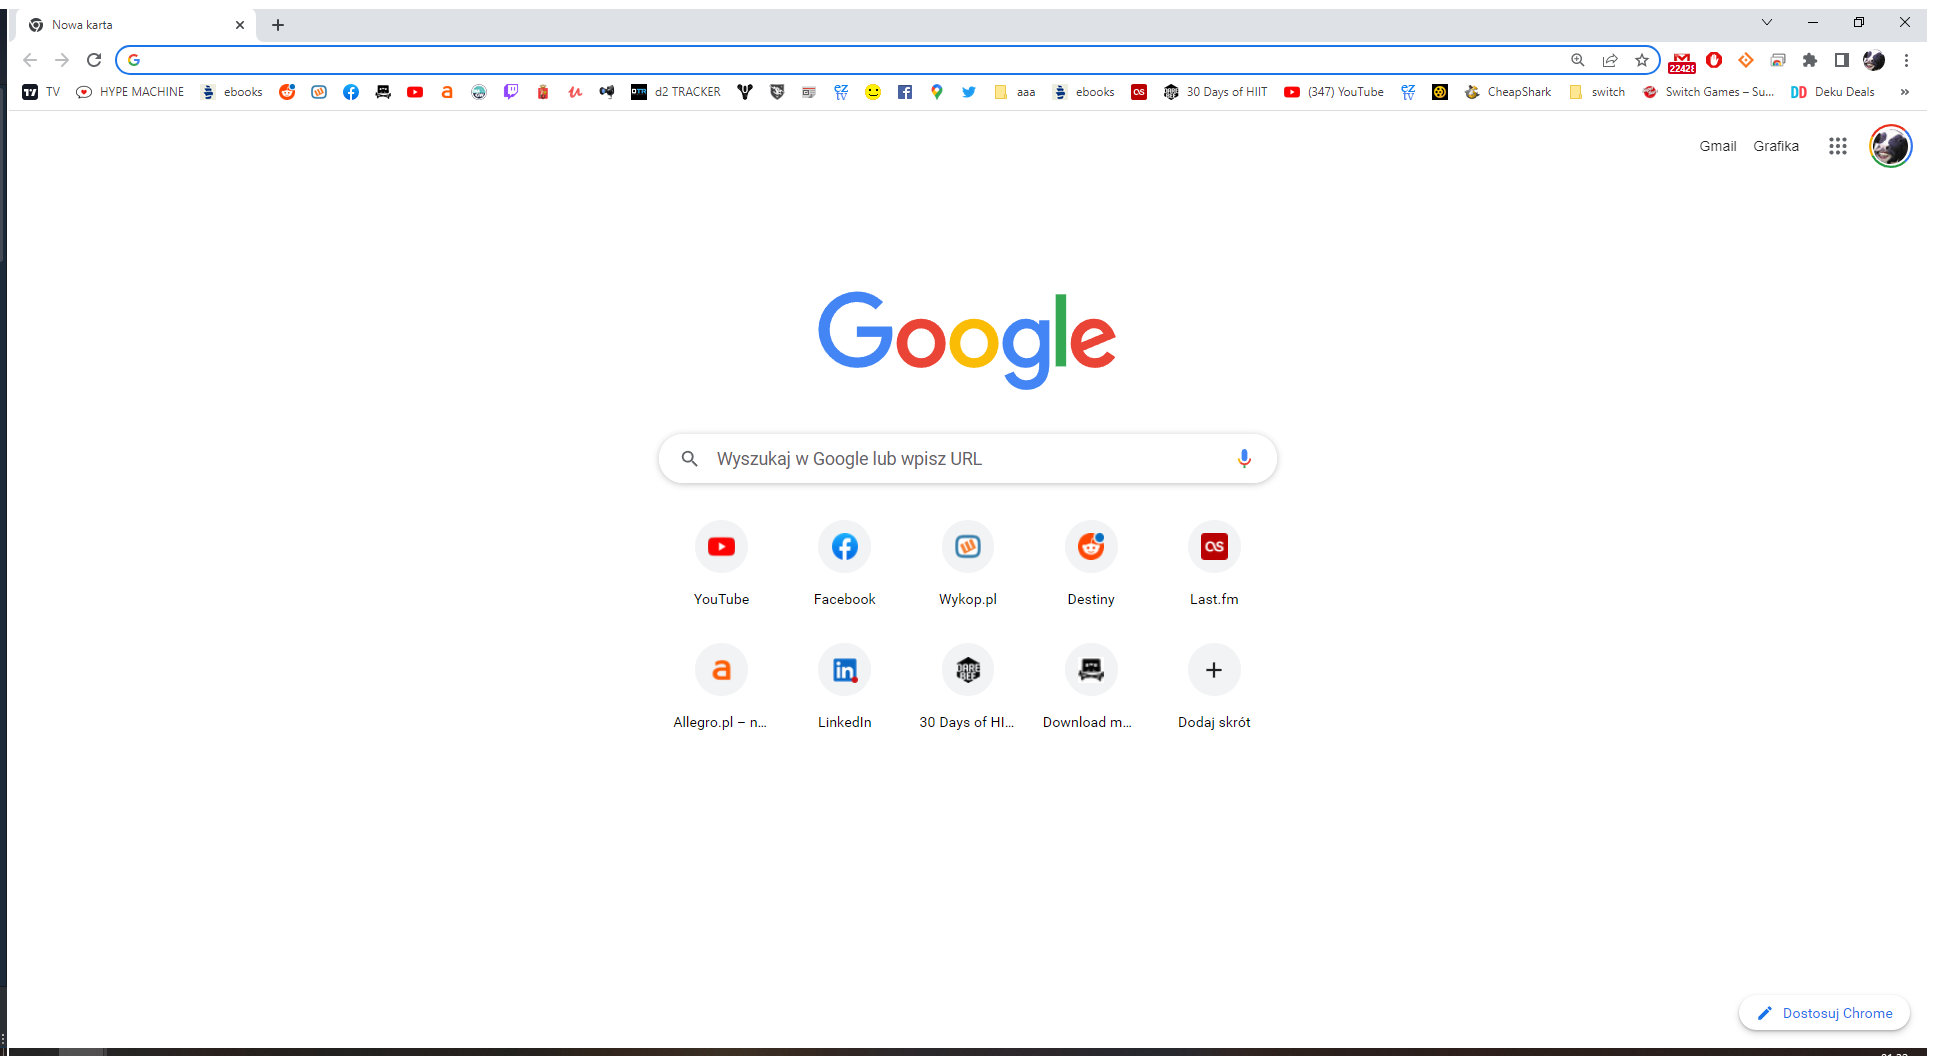 Nowa karta
22428
TV HYPE MACHINE ebooks d2 TRACKER aaa ebooks 30 Days of HIIT (347) YouTube CheapShark switch Switch Games – Su... Deku Deals »
Gmail Grafika
Google
Wyszukaj w Google lub wpisz URL
YouTube Facebook Wykop.pl Destiny Last.fm
Allegro.pl – n... LinkedIn 30 Days of HI... Download m... Dodaj skrót
Dostosuj Chrome